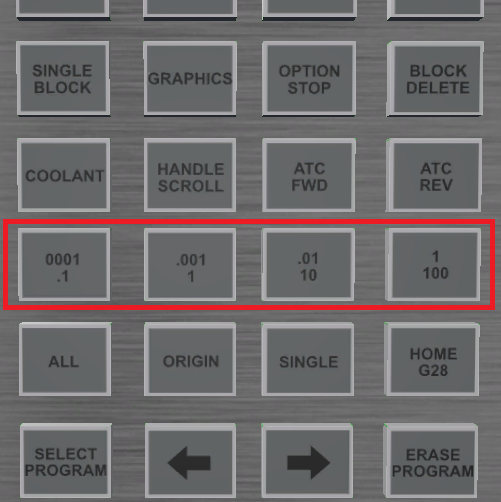 SINGLE
BLOCK
GRAPHICS
OPTION
STOP
BLOCK
DELETE
COOLANT
HANDLE
SCROLL
ATC
FWD
ATC
REV
0001
.1
.001
1
.01
10
1
100
ALL
ORIGIN
SINGLE
HOME
G28
SELECT
PROGRAM
ERASE
PROGRAM